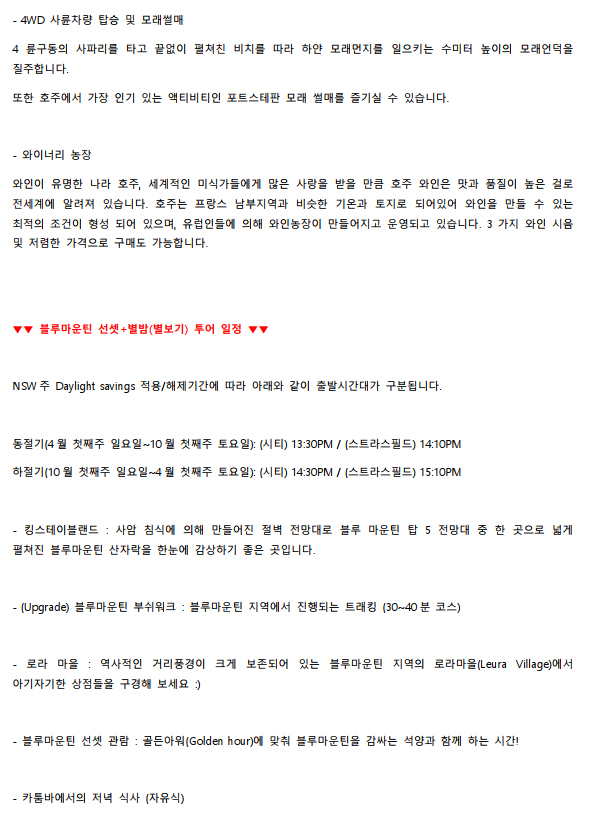 - 4WD 사륜차량 탑승 및 모래썰매
4 륜구동의 사파리를 타고 끝없이 펼쳐진 비치를 따라 하얀 모래먼지를 일으키는 수미터 높이의 모래언덕을
질주합니다.
또한 호주에서 가장 인기 있는 액티비티인 포트스테판 모래 썰매를 즐기실 수 있습니다.
- 와이너리 농장
와인이 유명한 나라 호주, 세계적인 미식가들에게 많은 사랑을 받을 만큼 호주 와인은 맛과 품질이 높은 걸로
전세계에 알려져 있습니다. 호주는 프랑스 남부지역과 비슷한 기온과 토지로 되어있어 와인을 만들 수 있는
최적의 조건이 형성 되어 있으며, 유럽인들에 의해 와인농장이 만들어지고 운영되고 있습니다. 3 가지 와인 시음
및 저렴한 가격으로 구매도 가능합니다.
▼▼ 블루마운틴 선셋+별밤(별보기) 투어 일정 ▼▼
NSW 주 Daylight savings 적용/해제기간에 따라 아래와 같이 출발시간대가 구분됩니다.
동절기(4 월 첫째주 일요일~10 월 첫째주 토요일): (시티) 13:30PM / (스트라스필드) 14:10PM
하절기(10 월 첫째주 일요일~4 월 첫째주 토요일): (시티) 14:30PM / (스트라스필드) 15:10PM
- 킹스테이블랜드 : 사암 침식에 의해 만들어진 절벽 전망대로 블루 마운틴 탑 5 전망대 중 한 곳으로 넓게
펼쳐진 블루마운틴 산자락을 한눈에 감상하기 좋은 곳입니다.
- (Upgrade) 블루마운틴 부쉬워크 : 블루마운틴 지역에서 진행되는 트래킹 (30~40 분 코스)
- 로라 마을 : 역사적인 거리풍경이 크게 보존되어 있는 블루마운틴 지역의 로라마을(Leura Village)에서
아기자기한 상점들을 구경해 보세요 :)
- 블루마운틴 선셋 관람 : 골든아워(Golden hour)에 맞춰 블루마운틴을 감싸는 석양과 함께 하는 시간!
- 카툼바에서의 저녁 식사 (자유식)